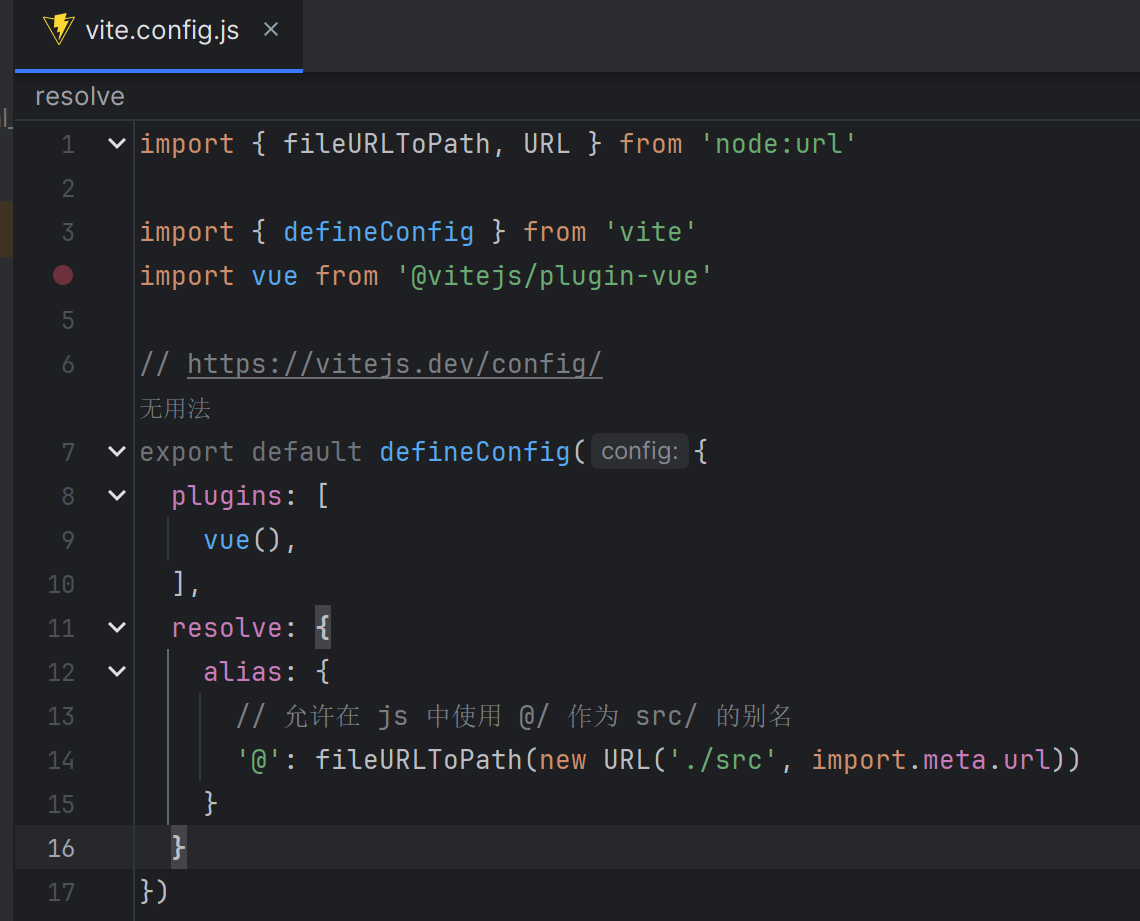 vite.config.js ×
resolve
1 import { fileURLToPath, URL } from 'node:url'
2
3 import { defineConfig } from 'vite'
import vue from '@vitejs/plugin-vue'
5
6 // https://vitejs.dev/config/
无用法
7 export default defineConfig( config: {
8 plugins: [
9 vue(),
10 ],
11 resolve: {
12 alias: {
13 // 允许在 js 中使用 @/ 作为 src/ 的别名
14 '@': fileURLToPath(new URL('./src', import.meta.url))
15 }
16 }
17 })